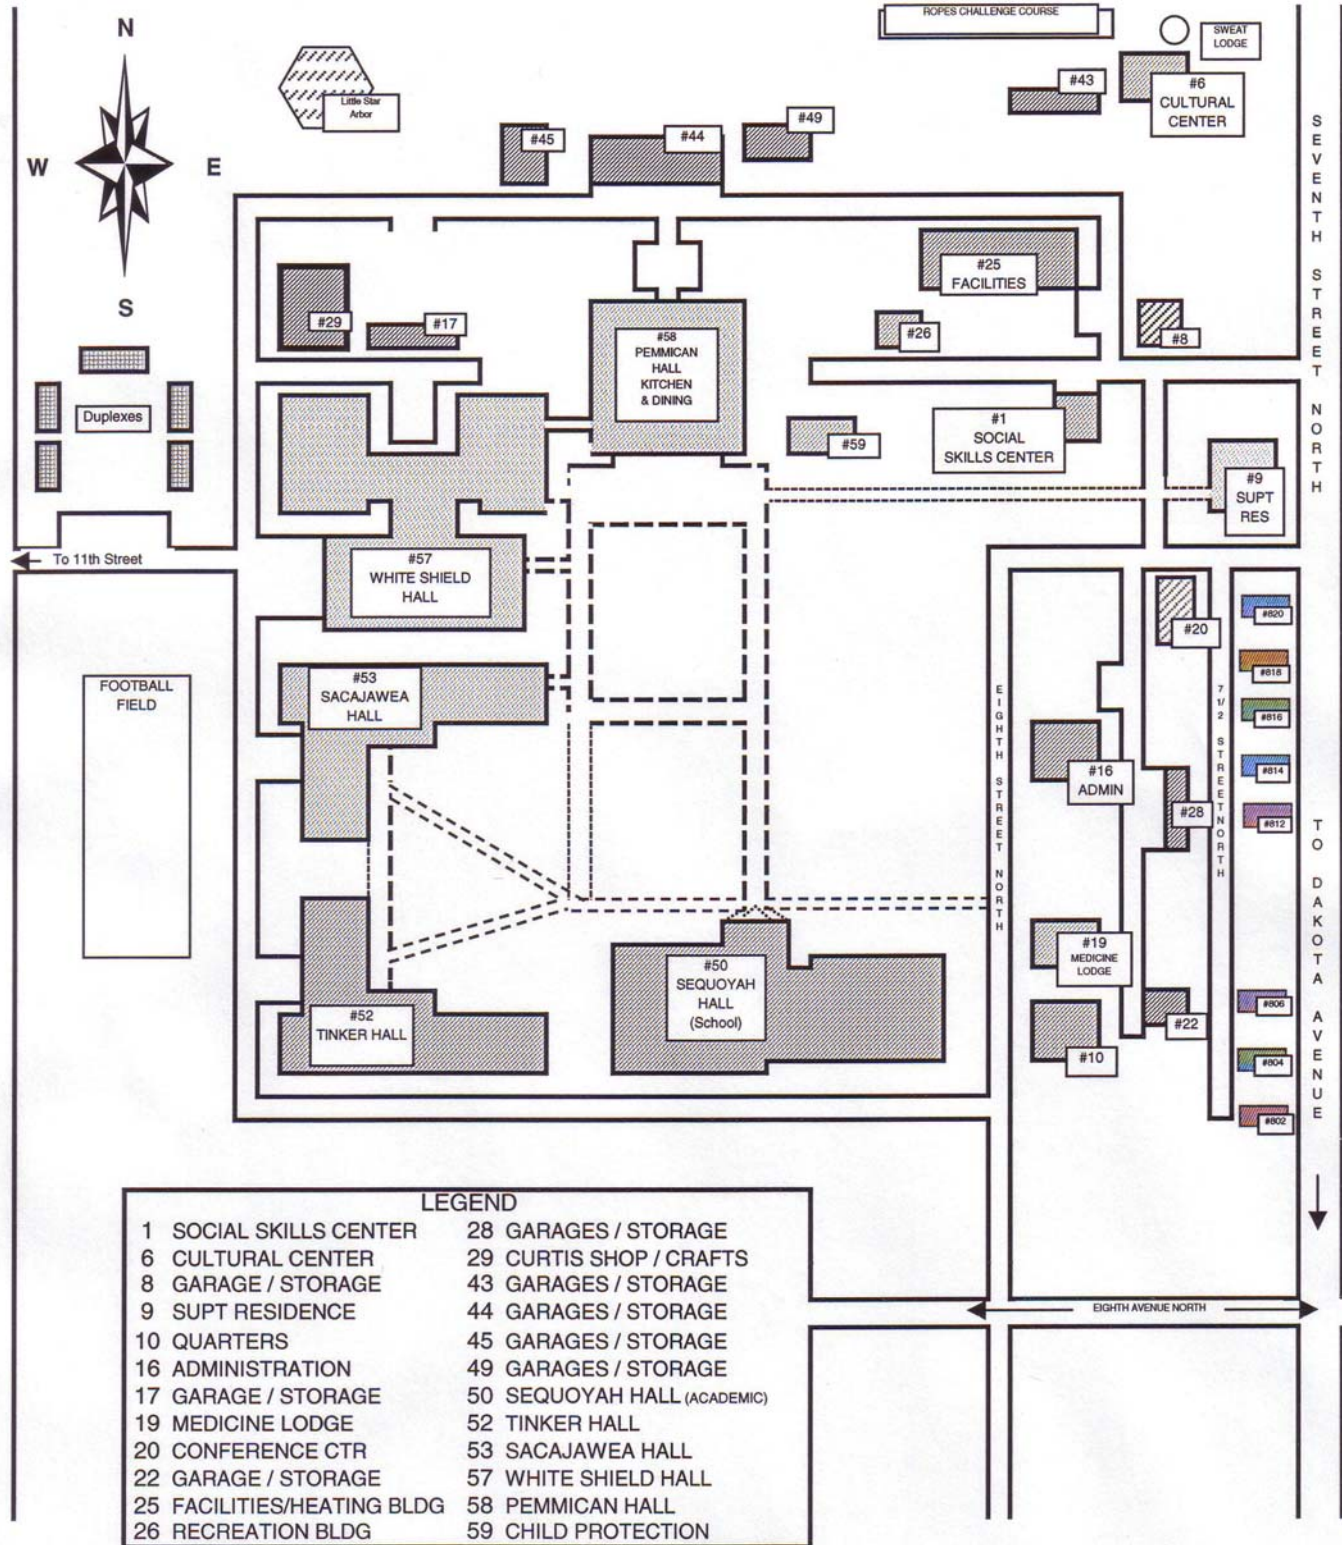 ROPES CHALLENGE COURSE
SWEAT
LODGE
N
W
E
S
Little Star
Arbor
#45
#44
#49
#43
#6
CULTURAL
CENTER
SEVENTH STREET NORTH
#29
#17
#58
PEMMICAN
HALL
KITCHEN
& DINING
#25
FACILITIES
#26
#8
Duplexes
#59
#1
SOCIAL
SKILLS CENTER
#9
SUPT
RES
To 11th Street
#57
WHITE SHIELD
HALL
#20
#820
#818
#816
#814
#812
FOOTBALL
FIELD
#53
SACAJAWEA
HALL
EIGHTH STREET NORTH
7 1/2 STREET NORTH
#16
ADMIN
#28
TO DAKOTA AVENUE
#50
SEQUOYAH
HALL
(School)
#19
MEDICINE
LODGE
#52
TINKER HALL
#10
#22
#806
#804
#802
LEGEND
1 SOCIAL SKILLS CENTER
6 CULTURAL CENTER
8 GARAGE / STORAGE
9 SUPT RESIDENCE
10 QUARTERS
16 ADMINISTRATION
17 GARAGE / STORAGE
19 MEDICINE LODGE
20 CONFERENCE CTR
22 GARAGE / STORAGE
25 FACILITIES/HEATING BLDG
26 RECREATION BLDG
28 GARAGES / STORAGE
29 CURTIS SHOP / CRAFTS
43 GARAGES / STORAGE
44 GARAGES / STORAGE
45 GARAGES / STORAGE
49 GARAGES / STORAGE
50 SEQUOYAH HALL (ACADEMIC)
52 TINKER HALL
53 SACAJAWEA HALL
57 WHITE SHIELD HALL
58 PEMMICAN HALL
59 CHILD PROTECTION
EIGHTH AVENUE NORTH